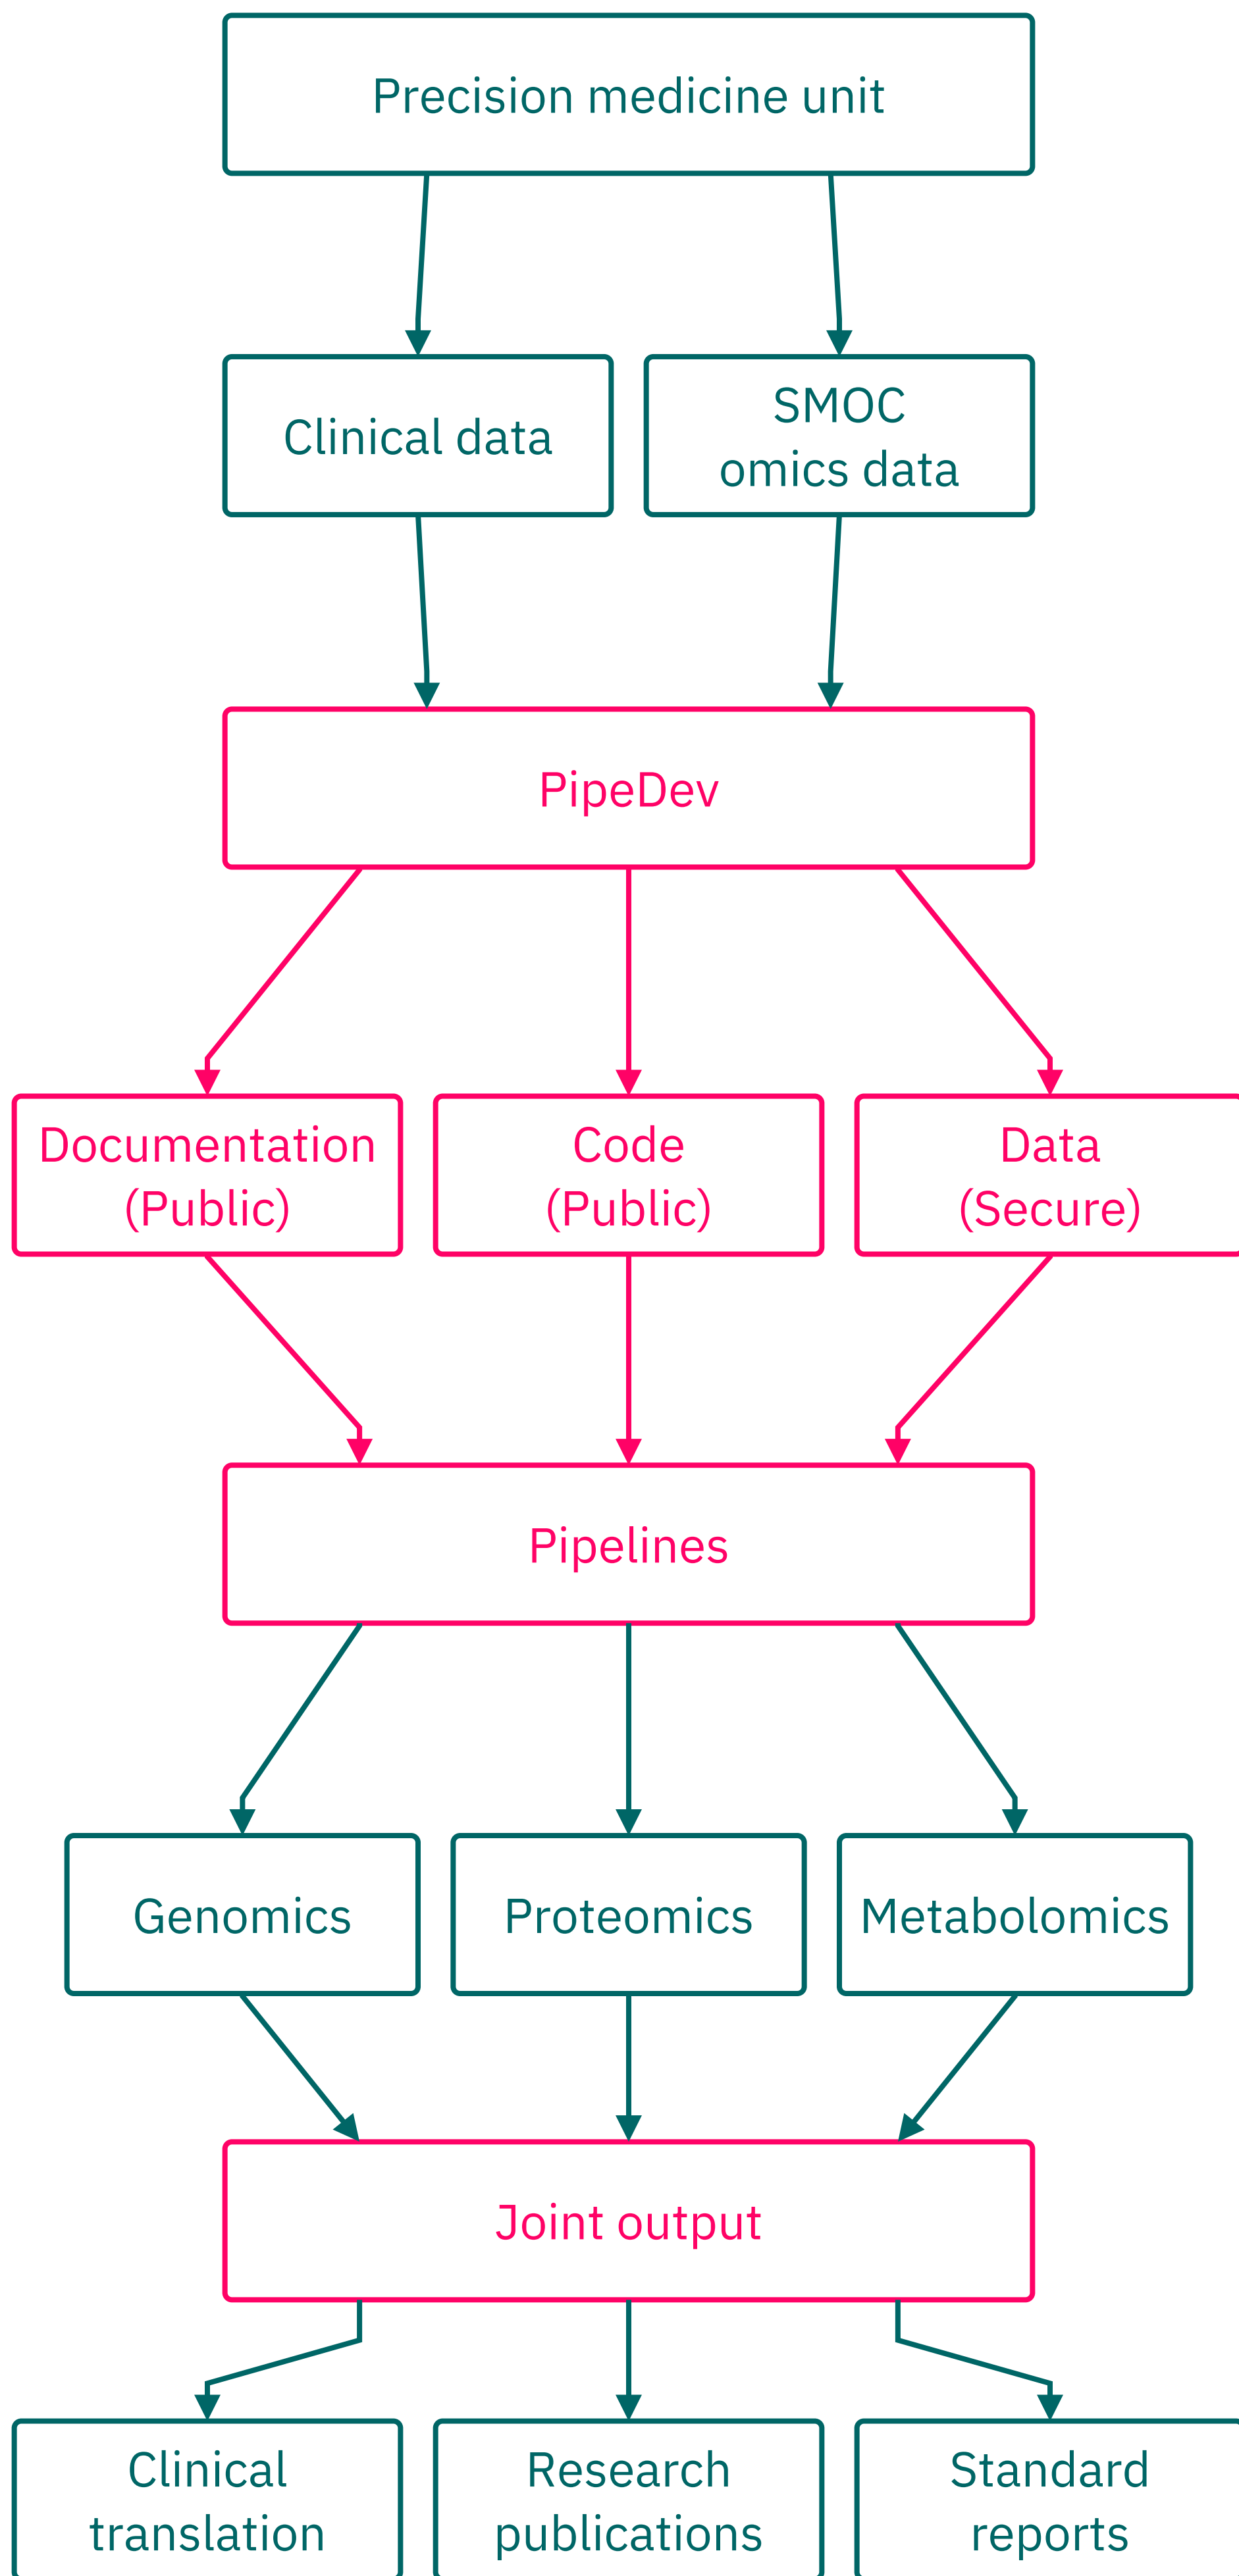 Precision medicine unit
Clinical data
SMOC
omics data
PipeDev
Documentation
(Public)
Code
(Public)
Data
(Secure)
Pipelines
Genomics
Proteomics
Metabolomics
Joint output
Clinical
translation
Research
publications
Standard
reports